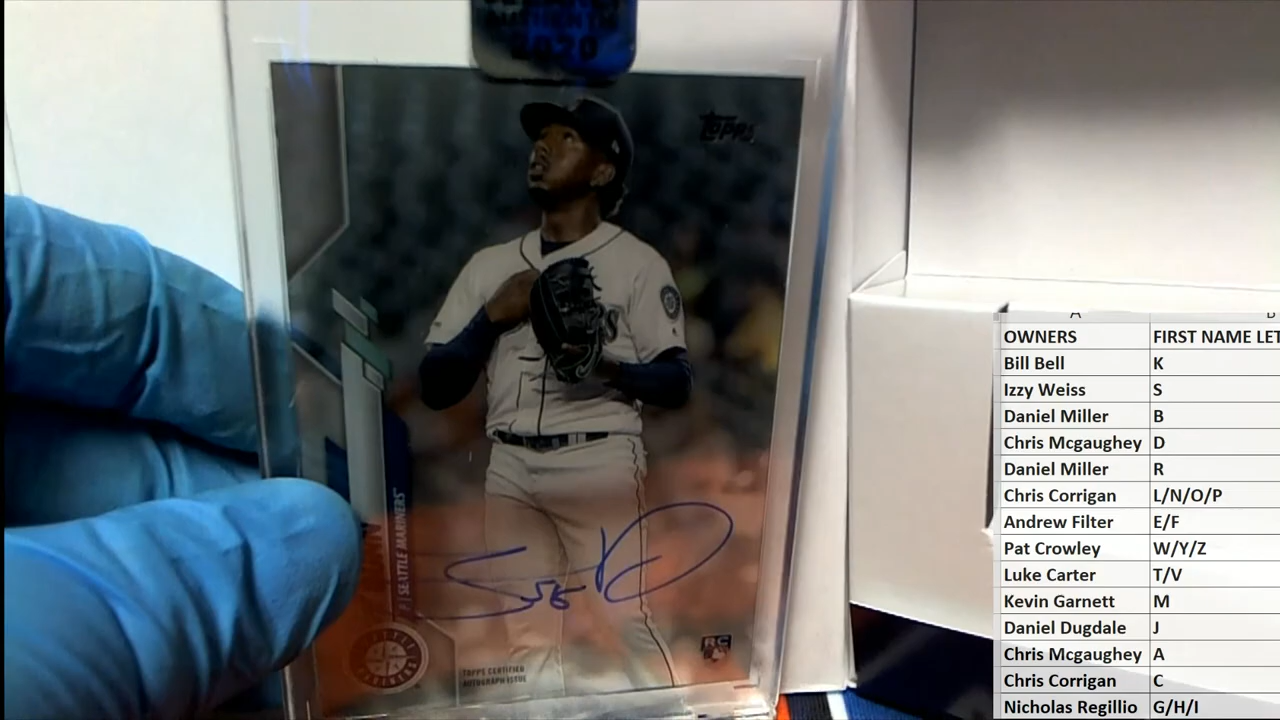 2020
Topps
P | SEATTLE MARINERS™
TOPPS CERTIFIED
AUTOGRAPH ISSUE
RC
A B
OWNERS FIRST NAME LET
Bill Bell K
Izzy Weiss S
Daniel Miller B
Chris Mcgaughey D
Daniel Miller R
Chris Corrigan L/N/O/P
Andrew Filter E/F
Pat Crowley W/Y/Z
Luke Carter T/V
Kevin Garnett M
Daniel Dugdale J
Chris Mcgaughey A
Chris Corrigan C
Nicholas Regillio G/H/I